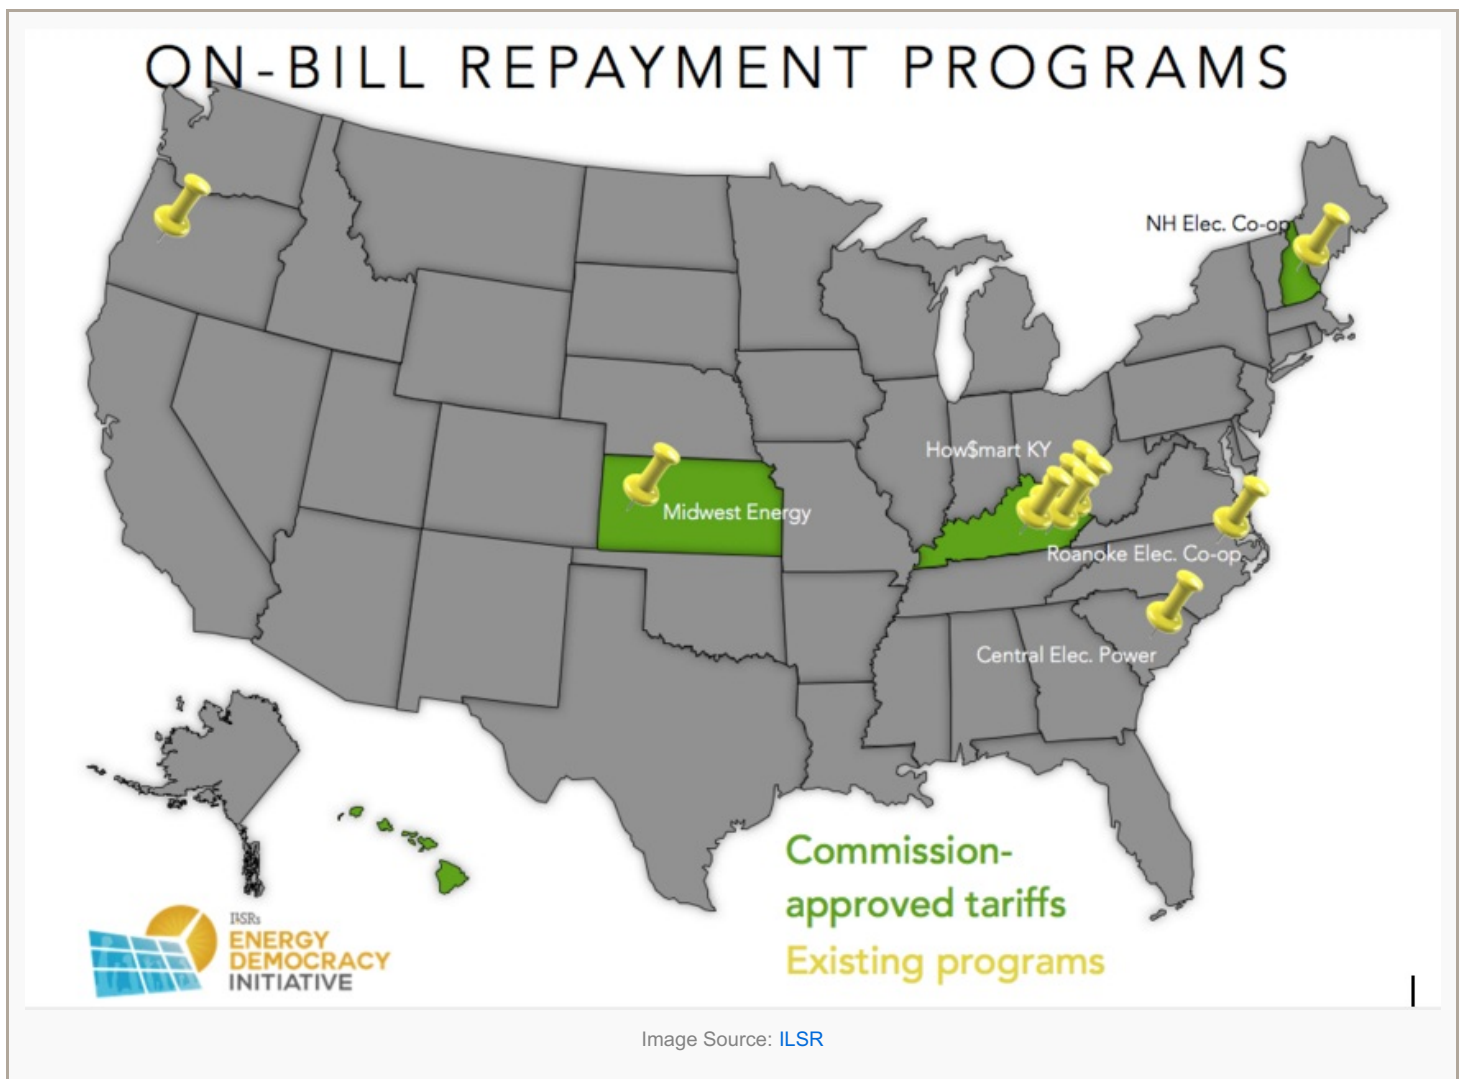 ON-BILL REPAYMENT PROGRAMS
NH Elec. Co-op
How$mart KY
Midwest Energy
Roanoke Elec. Co-op
Central Elec. Power
Commission-
approved tariffs
Existing programs
ILSRs
ENERGY
DEMOCRACY
INITIATIVE
Image Source: ILSR